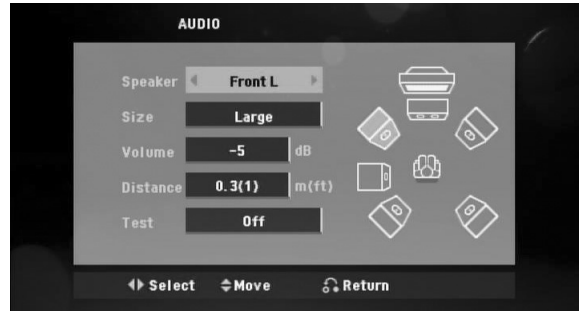 AUDIO
Speaker Front L
Size Large
Volume -5 dB
Distance 0.3(1) m(ft)
Test Off
Select Move Return